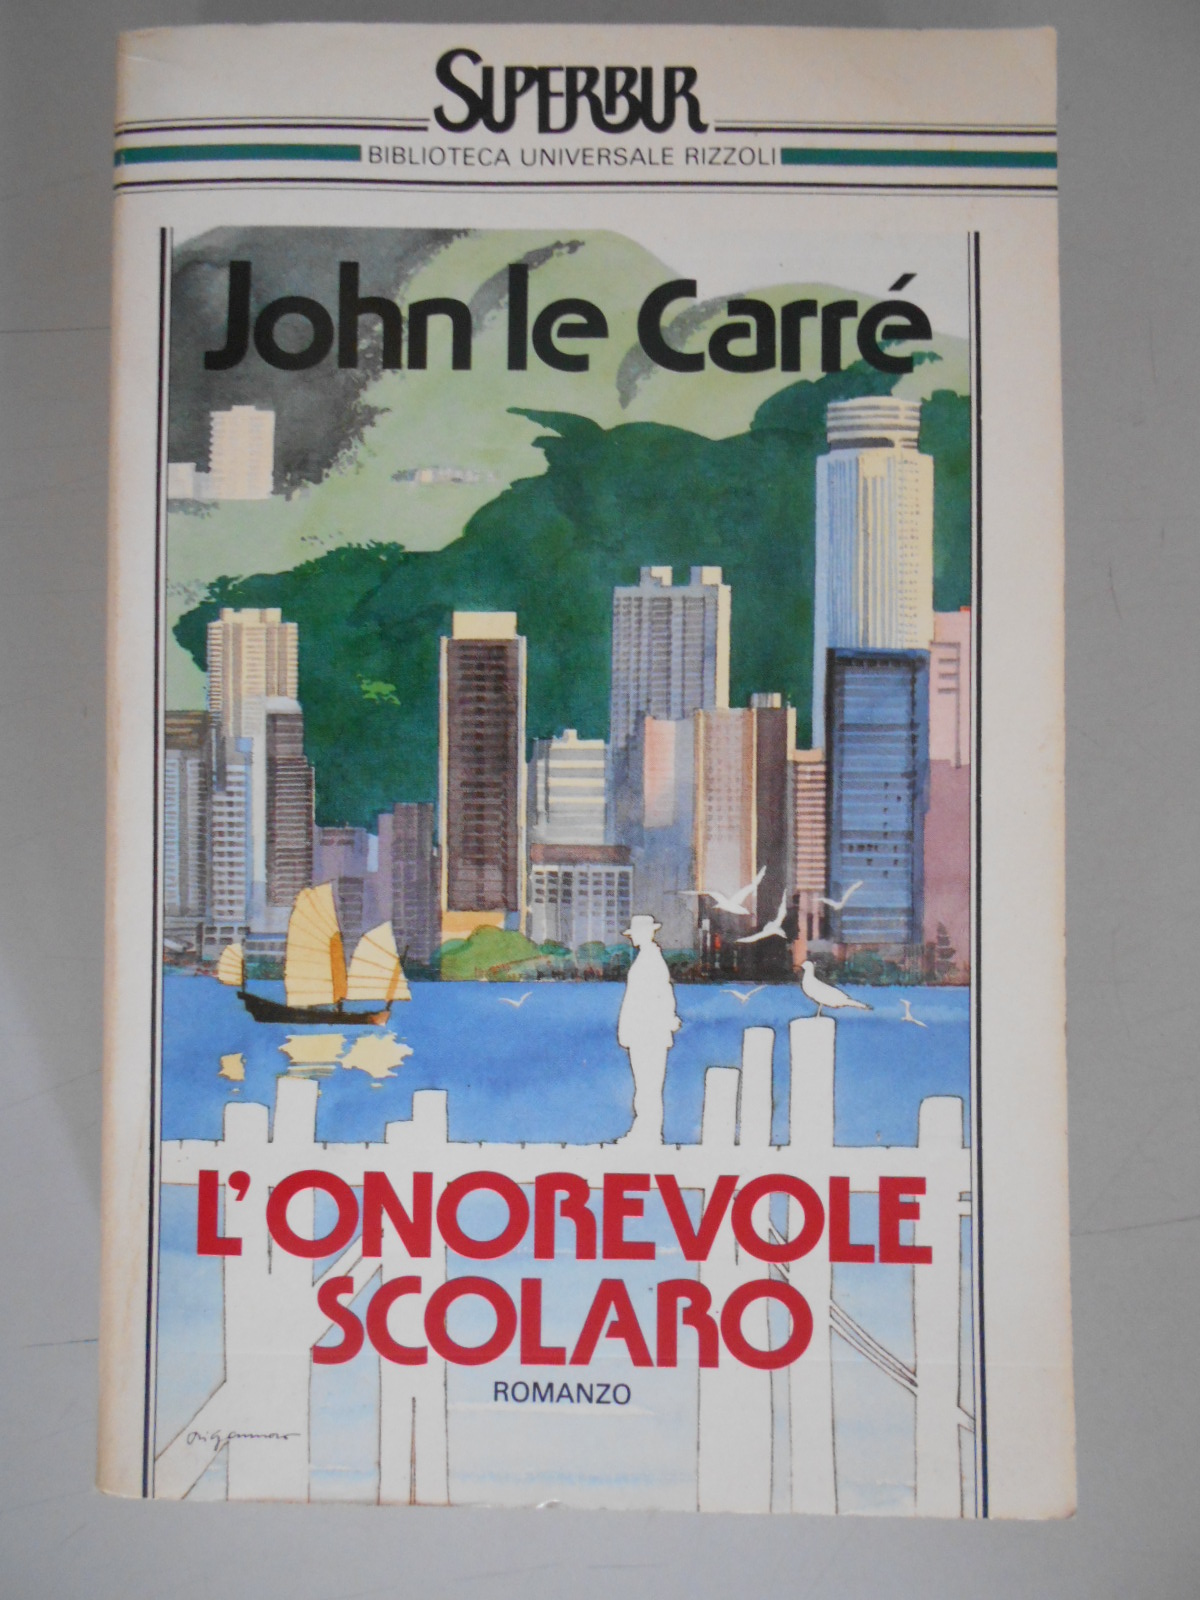 SUPERBUR
BIBLIOTECA UNIVERSALE RIZZOLI
John le Carré
L'ONOREVOLE
SCOLARO
ROMANZO